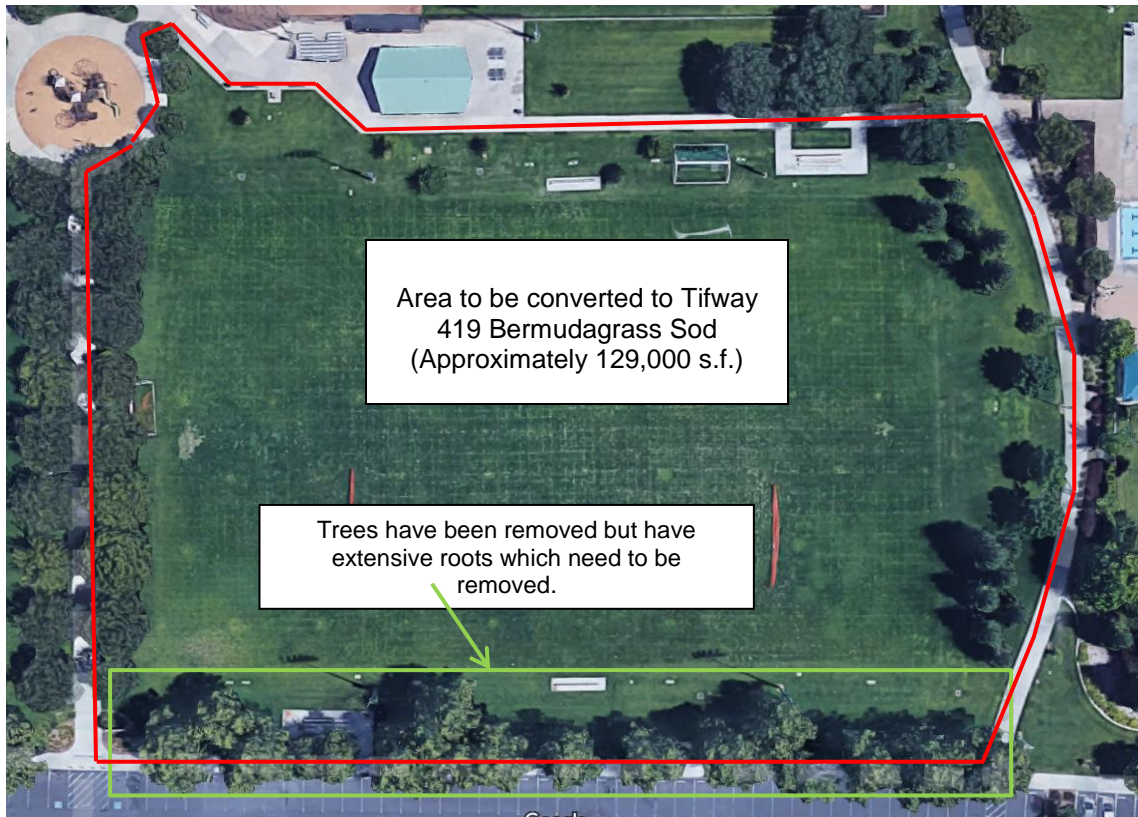 Area to be converted to Tifway
419 Bermudagrass Sod
(Approximately 129,000 s.f.)
Trees have been removed but have
extensive roots which need to be
removed.